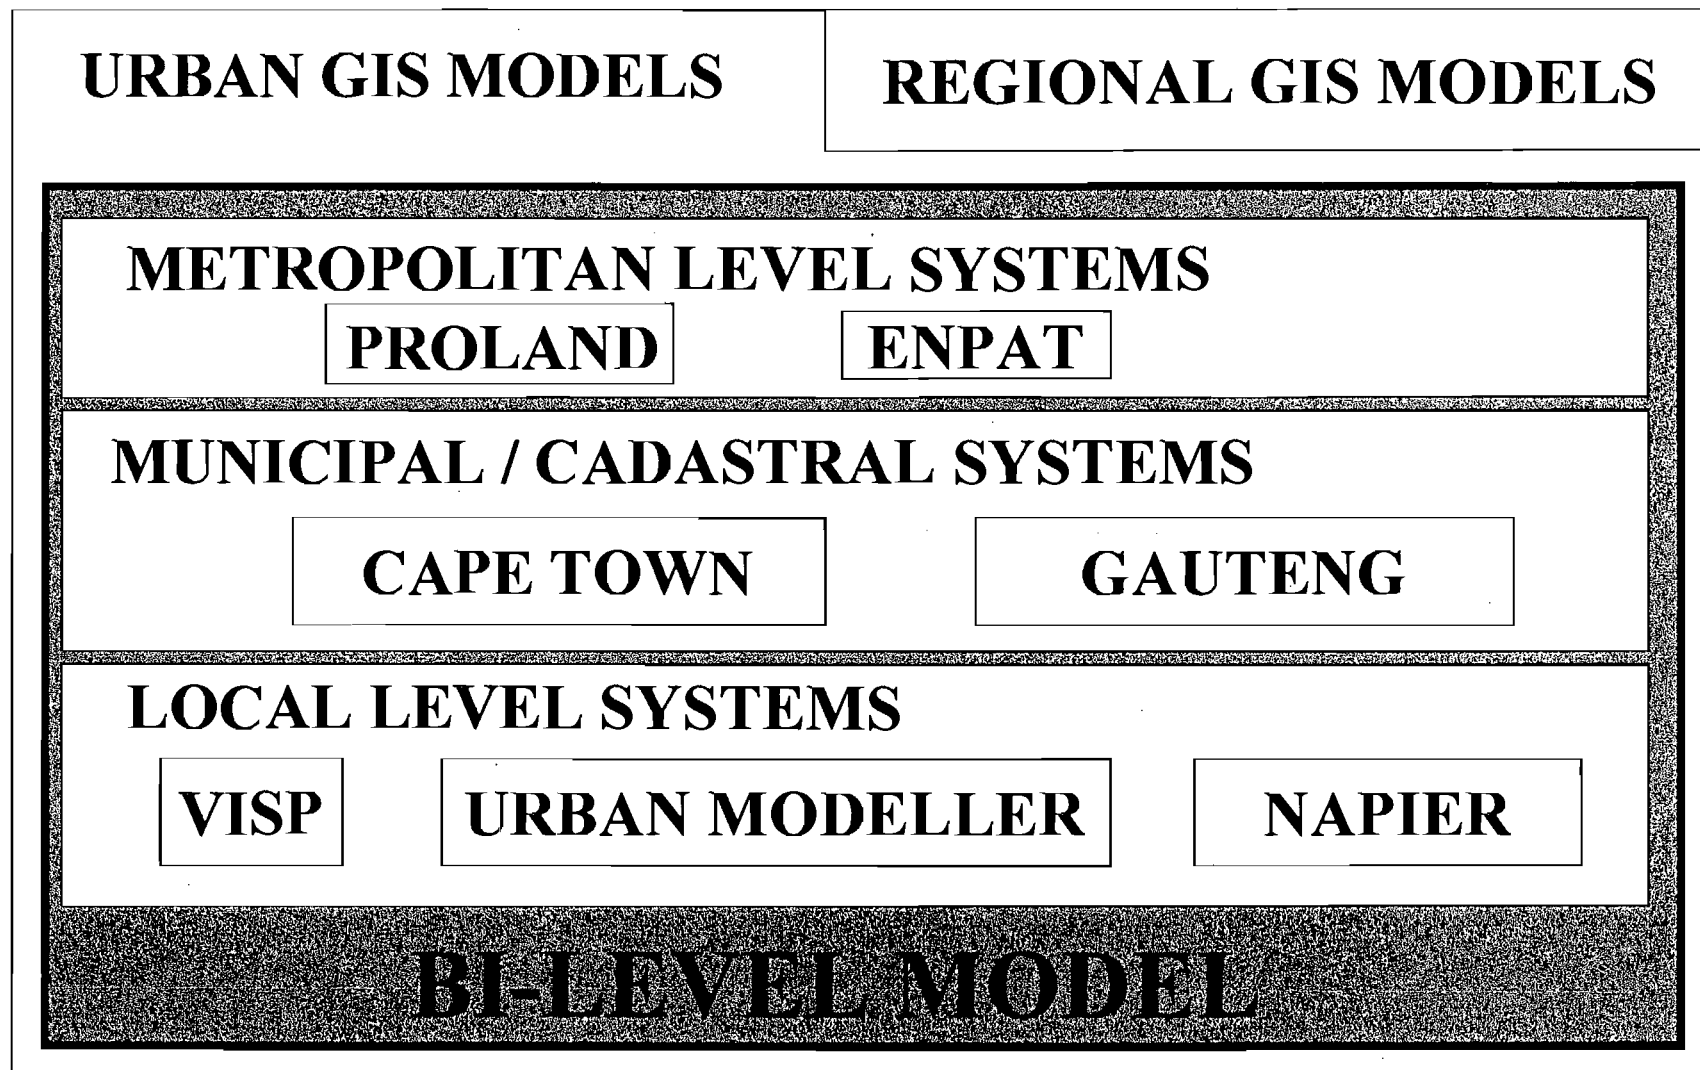 URBAN GIS MODELS
REGIONAL GIS MODELS
METROPOLITAN LEVEL SYSTEMS
PROLAND
ENPAT
MUNICIPAL / CADASTRAL SYSTEMS
CAPE TOWN
GAUTENG
LOCAL LEVEL SYSTEMS
VISP
URBAN MODELLER
NAPIER
BI-LEVEL MODEL